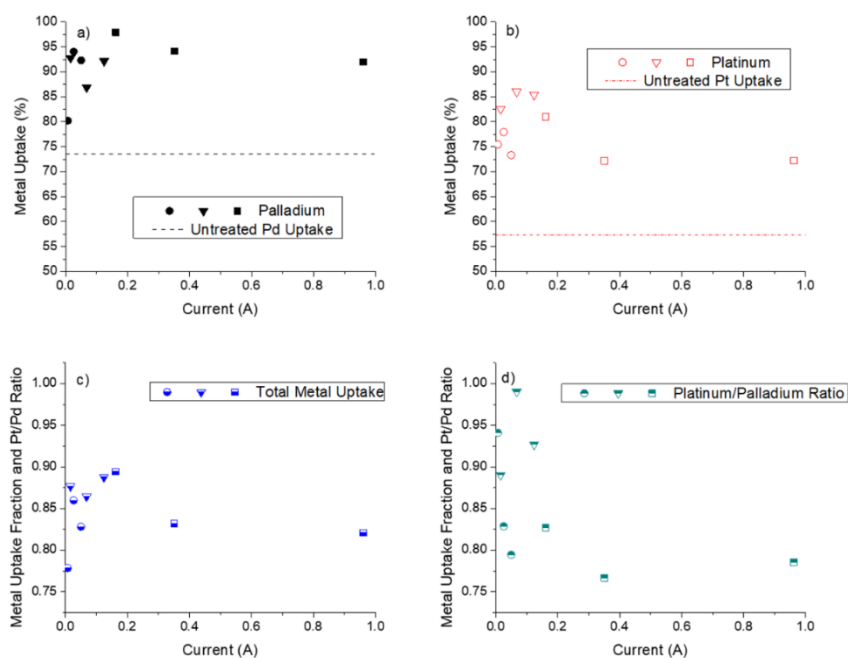 a)
100
95
90
85
80
75
70
65
60
55
50
Metal Uptake (%)
Palladium
Untreated Pd Uptake
0.0 0.2 0.4 0.6 0.8 1.0
Current (A)
b)
100
95
90
85
80
75
70
65
60
55
50
Metal Uptake (%)
Platinum
Untreated Pt Uptake
0.0 0.2 0.4 0.6 0.8 1.0
Current (A)
c)
1.00
0.95
0.90
0.85
0.80
0.75
Metal Uptake Fraction and Pt/Pd Ratio
Total Metal Uptake
0.0 0.2 0.4 0.6 0.8 1.0
Current (A)
d)
1.00
0.95
0.90
0.85
0.80
0.75
Metal Uptake Fraction and Pt/Pd Ratio
Platinum/Palladium Ratio
0.0 0.2 0.4 0.6 0.8 1.0
Current (A)